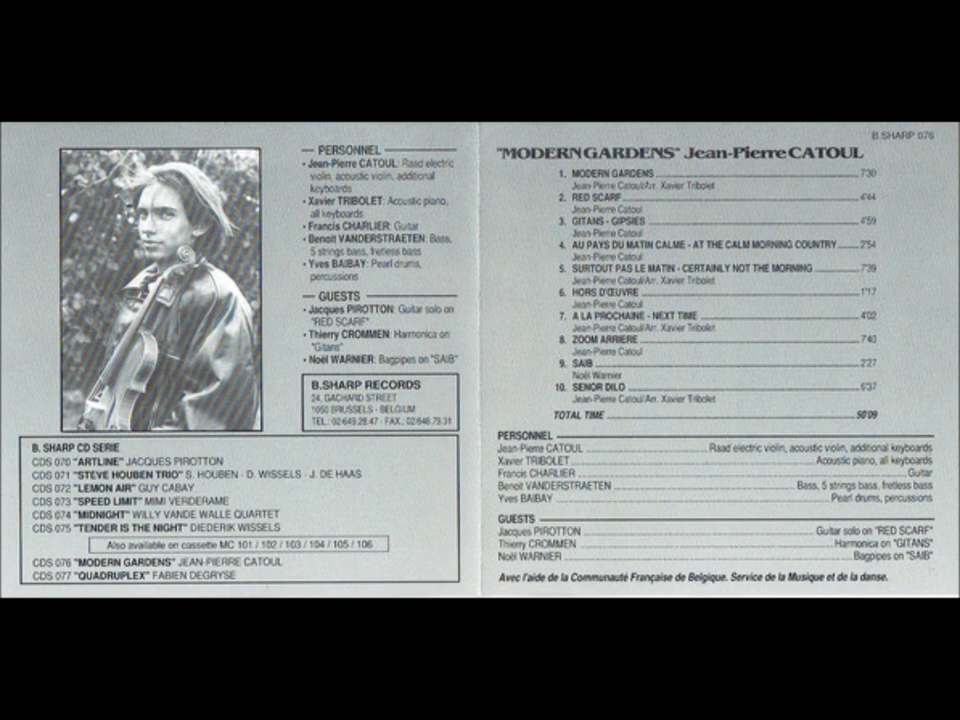 PERSONNEL
• Jean-Pierre CATOUL: Raad electric
violin, acoustic violin, additional
keyboards
• Xavier TRIBOLET: Acoustic piano,
all keyboards
• Francis CHARLIER: Guitar
• Benoit VANDERSTRAETEN: Bass,
5 strings bass, fretless bass
• Yves BAIBAY: Pearl drums,
percussions
GUESTS
• Jacques PIROTTON: Guitar solo on
"RED SCARF"
• Thierry CROMMEN: Harmonica on
"Gitans"
• Noël WARNIER: Bagpipes on "SAIB"
B.SHARP RECORDS
24, GACHARD STREET
1050 BRUSSELS - BELGIUM
TEL.: 02-649.28.47 - FAX.: 02-646.79.31
B. SHARP CD SERIE
CDS 070 "ARTLINE" JACQUES PIROTTON
CDS 071 "STEVE HOUBEN TRIO" S. HOUBEN - D. WISSELS - J. DE HAAS
CDS 072 "LEMON AIR" GUY CABAY
CDS 073 "SPEED LIMIT" MIMI VERDERAME
CDS 074 "MIDNIGHT" WILLY VANDE WALLE QUARTET
CDS 075 "TENDER IS THE NIGHT" DIEDERIK WISSELS
Also available on cassette MC 101 / 102 / 103 / 104 / 105 / 106
CDS 076 "MODERN GARDENS" JEAN-PIERRE CATOUL
CDS 077 "QUADRUPLEX" FABIEN DEGRYSE
B.SHARP 076
"MODERN GARDENS" Jean-Pierre CATOUL
1. MODERN GARDENS 7'30
Jean-Pierre Catoul/Arr. Xavier Tribolet
2. RED SCARF 4'44
Jean-Pierre Catoul
3. GITANS - GIPSIES 4'59
Jean-Pierre Catoul
4. AU PAYS DU MATIN CALME - AT THE CALM MORNING COUNTRY 2'54
Jean-Pierre Catoul
5. SURTOUT PAS LE MATIN - CERTAINLY NOT THE MORNING 7'39
Jean-Pierre Catoul/Arr. Xavier Tribolet
6. HORS D'ŒUVRE 1'17
Jean-Pierre Catoul
7. A LA PROCHAINE - NEXT TIME 4'02
Jean-Pierre Catoul/Arr. Xavier Tribolet
8. ZOOM ARRIERE 7'40
Jean-Pierre Catoul
9. SAIB 2'27
Noël Warnier
10. SENOR DILO 6'37
Jean-Pierre Catoul/Arr. Xavier Tribolet
TOTAL TIME 50'09
PERSONNEL
Jean-Pierre CATOUL Raad electric violin, acoustic violin, additional keyboards
Xavier TRIBOLET Acoustic piano, all keyboards
Francis CHARLIER Guitar
Benoit VANDERSTRAETEN Bass, 5 strings bass, fretless bass
Yves BAIBAY Pearl drums, percussions
GUESTS
Jacques PIROTTON Guitar solo on "RED SCARF"
Thierry CROMMEN Harmonica on "GITANS"
Noël WARNIER Bagpipes on "SAIB"
Avec l'aide de la Communauté Française de Belgique. Service de la Musique et de la danse.